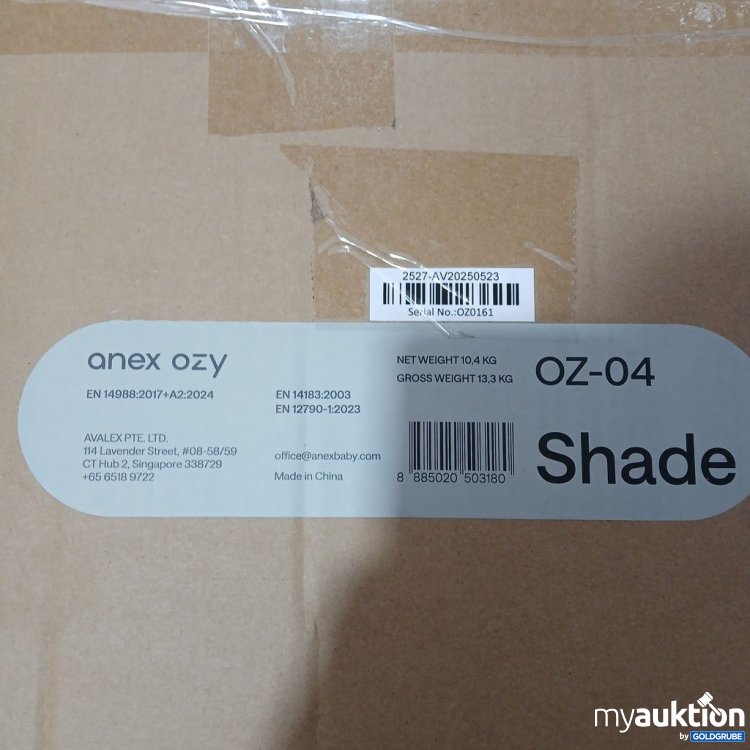 2527-AV20250523
Serial No.:OZ0161
anex ozy
EN 14988:2017+A2:2024
EN 14183:2003
EN 12790-1:2023
NET WEIGHT 10,4 KG
GROSS WEIGHT 13,3 KG
OZ-04
AVALEX PTE. LTD.
114 Lavender Street, #08-58/59
CT Hub 2, Singapore 338729
+65 6518 9722
office@anexbaby.com
Made in China
8 885020 503180
Shade
myauktion
by GOLDGRUBE